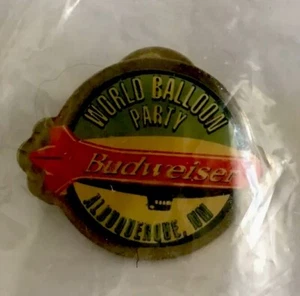 WORLD BALLOON
PARTY
Budweiser
ALBUQUERQUE, NM